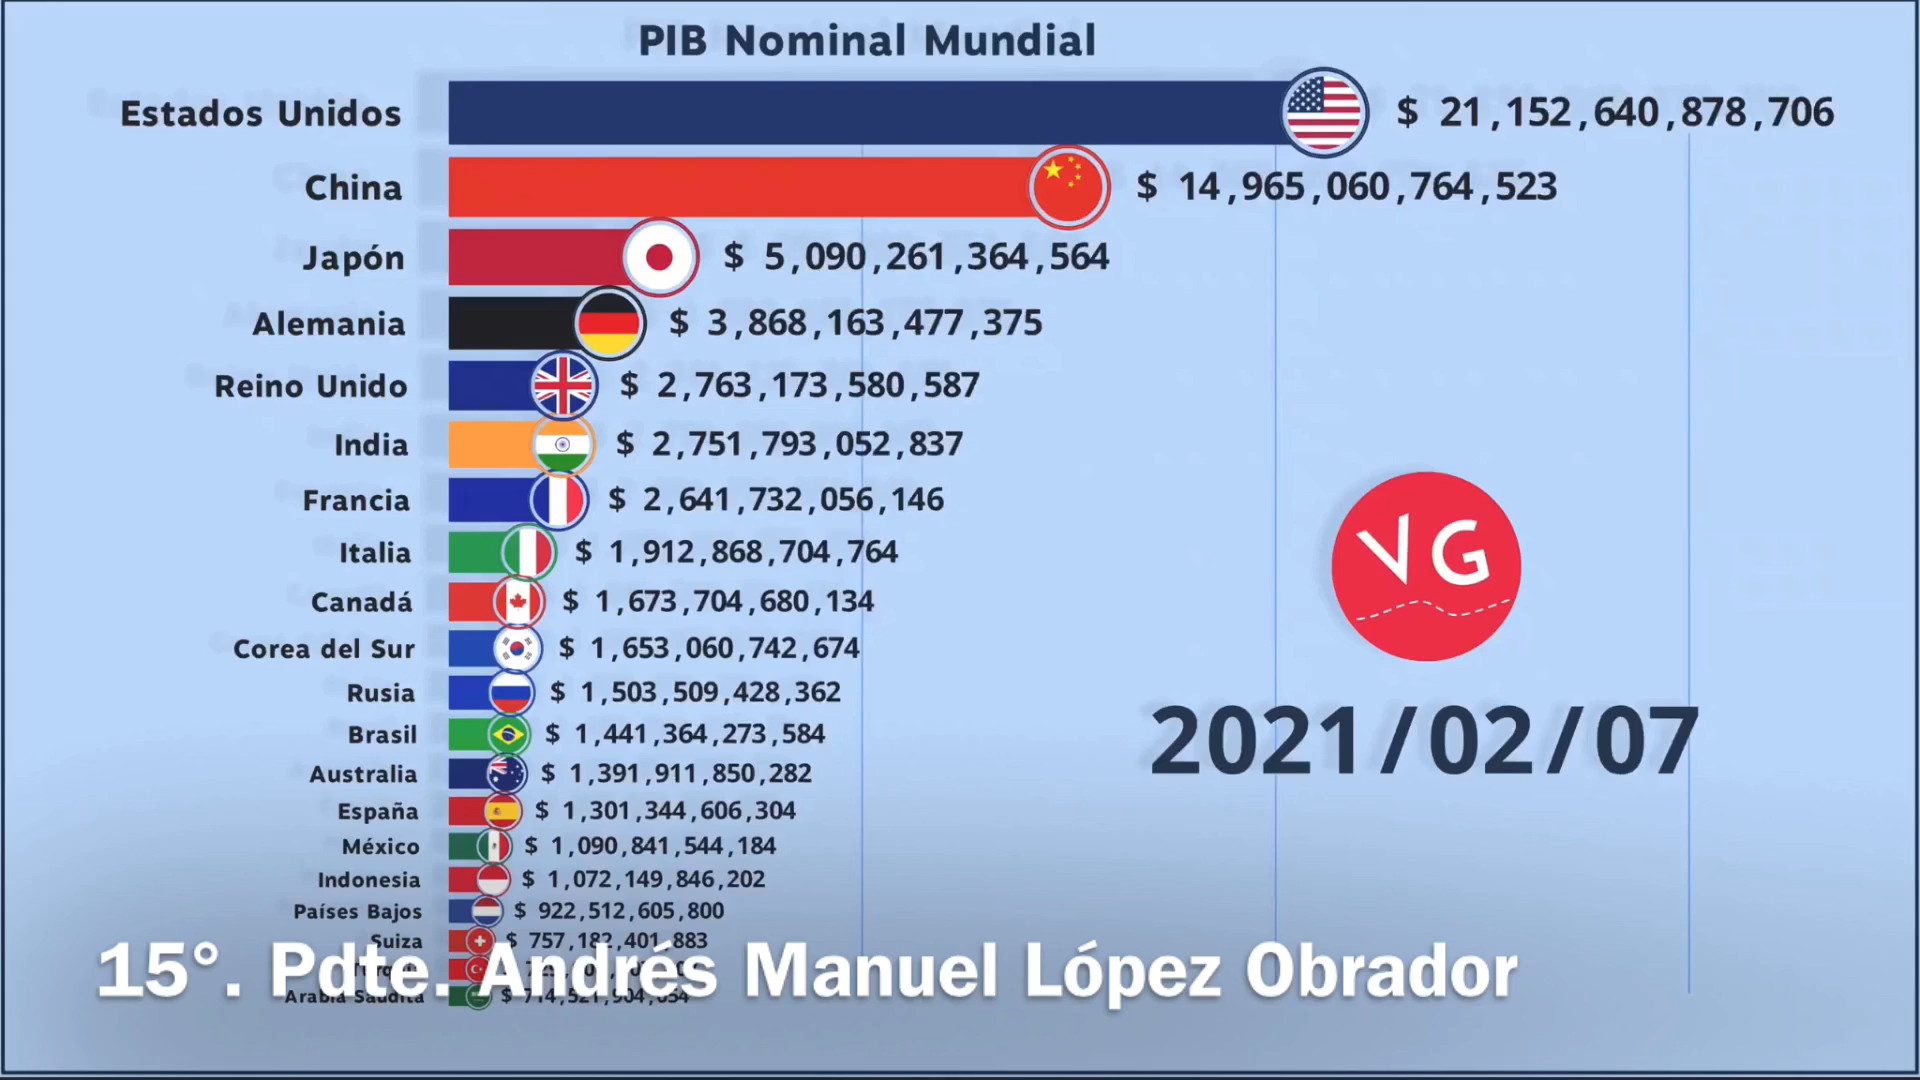 PIB Nominal Mundial
Estados Unidos $ 21,152,640,878,706
China $ 14,965,060,764,523
Japón $ 5,090,261,364,564
Alemania $ 3,868,163,477,375
Reino Unido $ 2,763,173,580,587
India $ 2,751,793,052,837
Francia $ 2,641,732,056,146
Italia $ 1,912,868,704,764
VG
Canadá $ 1,673,704,680,134
Corea del Sur $ 1,653,060,742,674
Rusia $ 1,503,509,428,362
Brasil $ 1,441,364,273,584
2021/02/07
Australia $ 1,391,911,850,282
España $ 1,301,344,606,304
México $ 1,090,841,544,184
Indonesia $ 1,072,149,846,202
Países Bajos $ 922,512,605,800
Suiza $ 757,182,401,883
15°. Pdte. Andrés Manuel López Obrador
Arabia Saudita